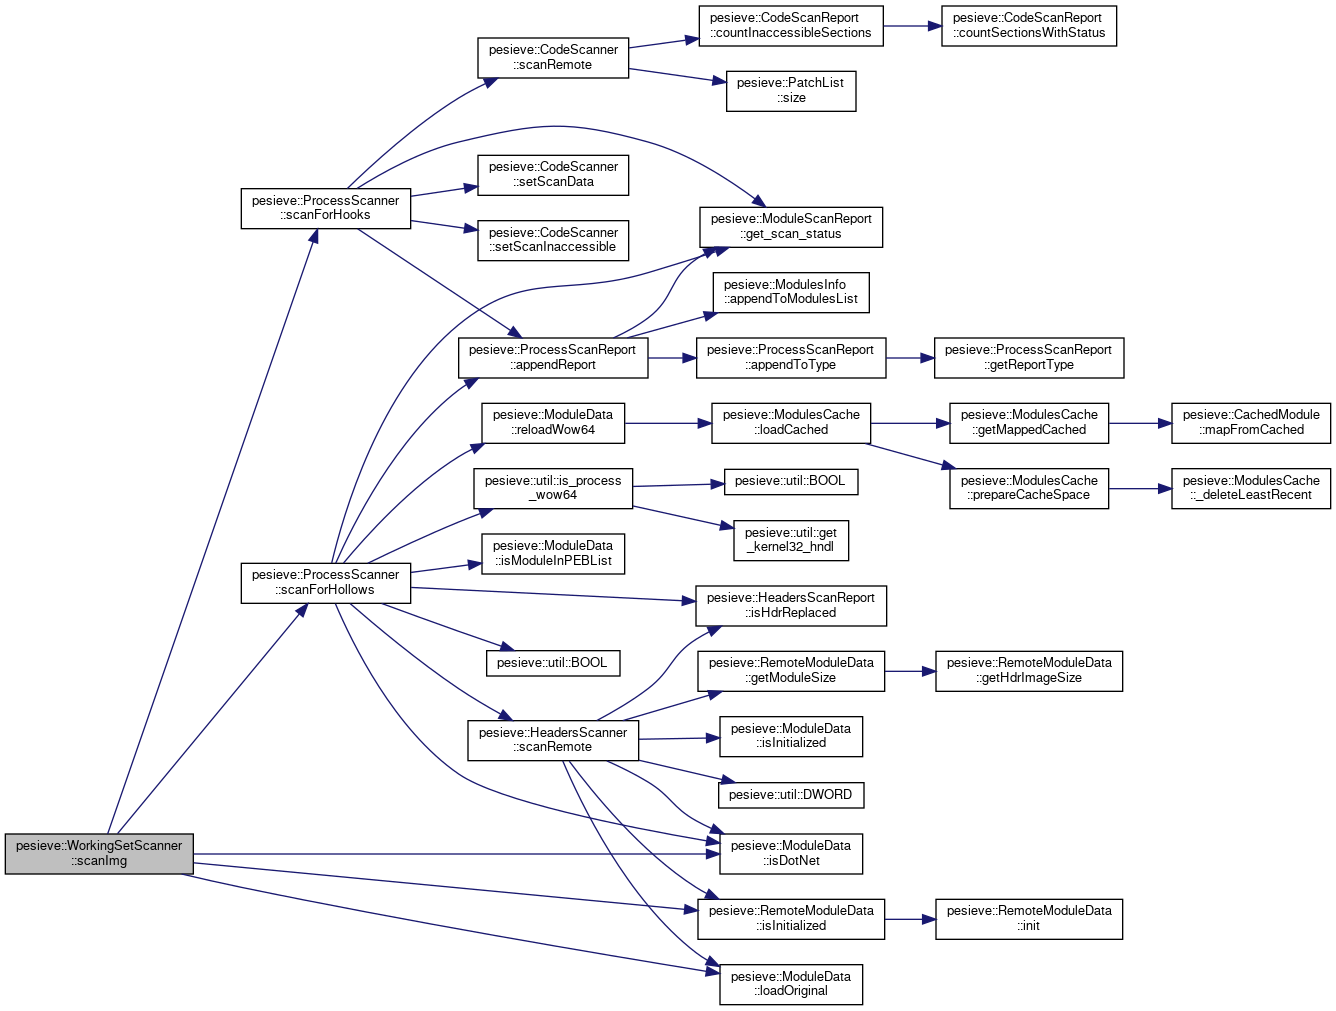 pesieve::CodeScanReport
::countInaccessibleSections
pesieve::CodeScanReport
::countSectionsWithStatus
pesieve::CodeScanner
::scanRemote
pesieve::PatchList
::size
pesieve::CodeScanner
::setScanData
pesieve::ProcessScanner
::scanForHooks
pesieve::ModuleScanReport
::get_scan_status
pesieve::CodeScanner
::setScanInaccessible
pesieve::ModulesInfo
::appendToModulesList
pesieve::ProcessScanReport
::appendReport
pesieve::ProcessScanReport
::appendToType
pesieve::ProcessScanReport
::getReportType
pesieve::ModuleData
::reloadWow64
pesieve::ModulesCache
::loadCached
pesieve::ModulesCache
::getMappedCached
pesieve::CachedModule
::mapFromCached
pesieve::util::is_process
_wow64
pesieve::util::BOOL
pesieve::ModulesCache
::prepareCacheSpace
pesieve::ModulesCache
::_deleteLeastRecent
pesieve::util::get
_kernel32_hndl
pesieve::ModuleData
::isModuleInPEBList
pesieve::ProcessScanner
::scanForHollows
pesieve::HeadersScanReport
::isHdrReplaced
pesieve::util::BOOL
pesieve::RemoteModuleData
::getModuleSize
pesieve::RemoteModuleData
::getHdrImageSize
pesieve::HeadersScanner
::scanRemote
pesieve::ModuleData
::isInitialized
pesieve::util::DWORD
pesieve::WorkingSetScanner
::scanImg
pesieve::ModuleData
::isDotNet
pesieve::RemoteModuleData
::isInitialized
pesieve::RemoteModuleData
::init
pesieve::ModuleData
::loadOriginal